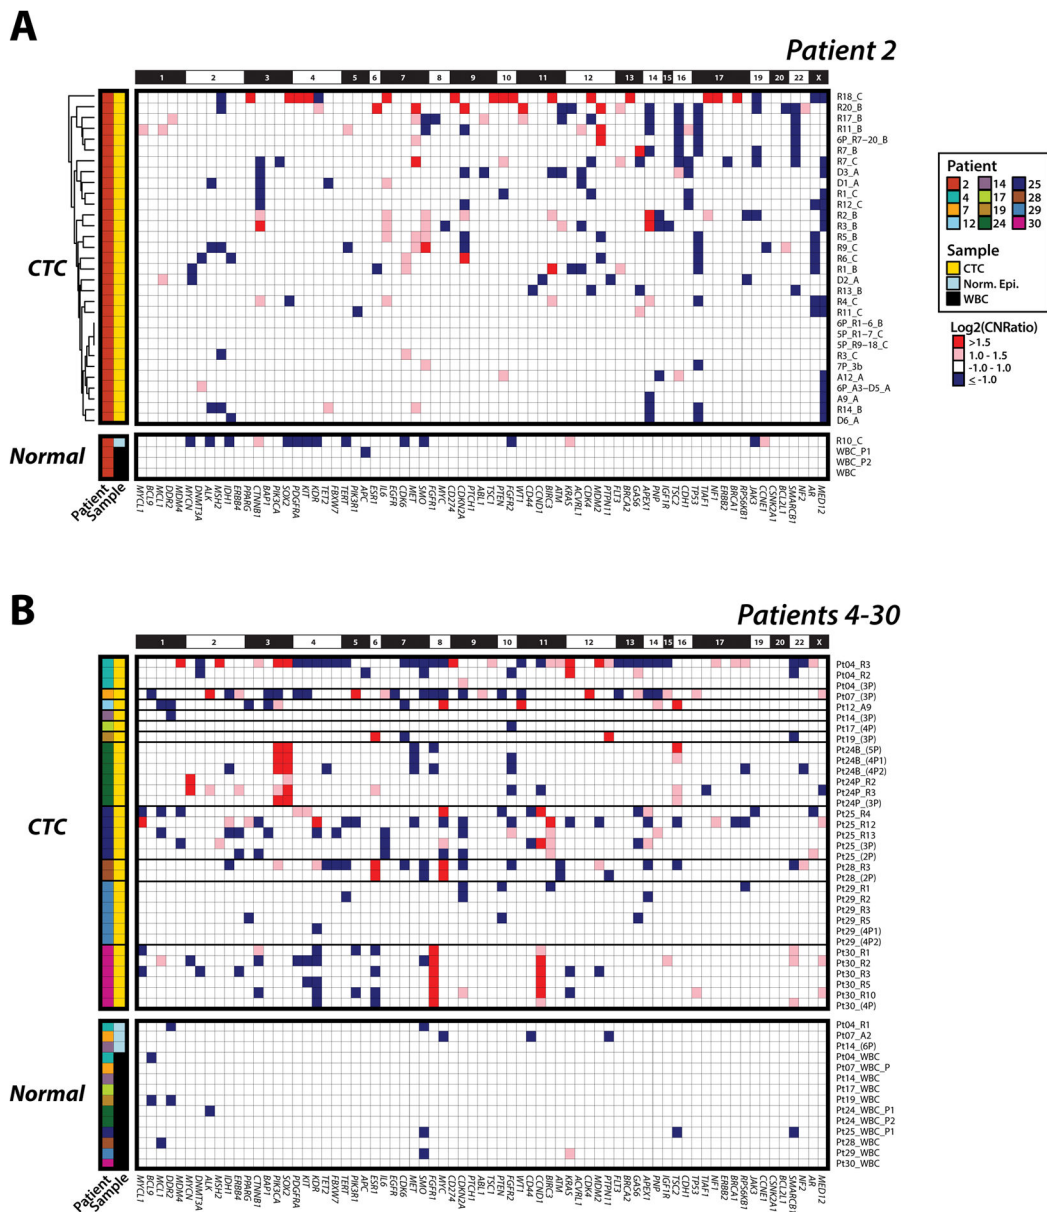 A
Patient 2
1 2 3 4 5 6 7 8 9 10 11 12 13 14 15 16 17 19 20 22 X
R18_C
R20_B
R17_B
R11_B
6P_R7-20_B
R7_B
R7_C
D3_A
D1_A
R1_C
R12_C
R2_B
R3_B
R5_B
R9_C
R6_C
R1_B
D2_A
R13_B
R4_C
R11_C
6P_R1-6_B
5P_R1-7_C
5P_R9-18_C
R3_C
7P_3b
A12_A
6P_A3-D5_A
A9_A
R14_B
D6_A
CTC
Normal
R10_C
WBC_P1
WBC_P2
WBC
Patient
Sample
MYCL1 BCL9 MCL1 DDR2 MDM4 MYCN DNMT3A ALK MSH2 IDH1 ERBB4 PPARG CTNNB1 BAP1 PIK3CA SOX2 PDGFRA KIT KDR TET2 FBXW7 TERT PIK3R1 APC ESR1 IL6 EGFR CDK6 MET SMO FGFR1 MYC CD274 CDKN2A PTCH1 ABL1 TSC1 PTEN FGFR2 WT1 CD44 CCND1 BIRC3 ATM KRAS ACVRL1 CDK4 MDM2 PTPN11 FLT3 BRCA2 GAS6 APEX1 PNP IGF1R TSC2 CDH1 TP53 TIAF1 NF1 ERBB2 BRCA1 RPS6KB1 JAK3 CCNE1 CSNK2A1 BCL2L1 SMARCB1 NF2 AR MED12
Patient
2 14 25
4 17 28
7 19 29
12 24 30
Sample
CTC
Norm. Epi.
WBC
Log2(CNRatio)
>1.5
1.0 - 1.5
-1.0 - 1.0
≤ -1.0
B
Patients 4-30
1 2 3 4 5 6 7 8 9 10 11 12 13 14 15 16 17 19 20 22 X
Pt04_R3
Pt04_R2
Pt04_(3P)
Pt07_(3P)
Pt12_A9
Pt14_(3P)
Pt17_(4P)
Pt19_(3P)
Pt24B_(5P)
Pt24B_(4P1)
Pt24B_(4P2)
Pt24P_R2
Pt24P_R3
Pt24P_(3P)
Pt25_R4
Pt25_R12
Pt25_R13
Pt25_(3P)
Pt25_(2P)
Pt28_R3
Pt28_(2P)
Pt29_R1
Pt29_R2
Pt29_R3
Pt29_R5
Pt29_(4P1)
Pt29_(4P2)
Pt30_R1
Pt30_R2
Pt30_R3
Pt30_R5
Pt30_R10
Pt30_(4P)
CTC
Normal
Pt04_R1
Pt07_A2
Pt14_(6P)
Pt04_WBC
Pt07_WBC_P
Pt14_WBC
Pt17_WBC
Pt19_WBC
Pt24_WBC_P1
Pt24_WBC_P2
Pt25_WBC_P1
Pt28_WBC
Pt29_WBC
Pt30_WBC
Patient
Sample
MYCL1 BCL9 MCL1 DDR2 MDM4 MYCN DNMT3A ALK MSH2 IDH1 ERBB4 PPARG CTNNB1 BAP1 PIK3CA SOX2 PDGFRA KIT KDR TET2 FBXW7 TERT PIK3R1 APC ESR1 IL6 EGFR CDK6 MET SMO FGFR1 MYC CD274 CDKN2A PTCH1 ABL1 TSC1 PTEN FGFR2 WT1 CD44 CCND1 BIRC3 ATM KRAS ACVRL1 CDK4 MDM2 PTPN11 FLT3 BRCA2 GAS6 APEX1 PNP IGF1R TSC2 CDH1 TP53 TIAF1 NF1 ERBB2 BRCA1 RPS6KB1 JAK3 CCNE1 CSNK2A1 BCL2L1 SMARCB1 NF2 AR MED12